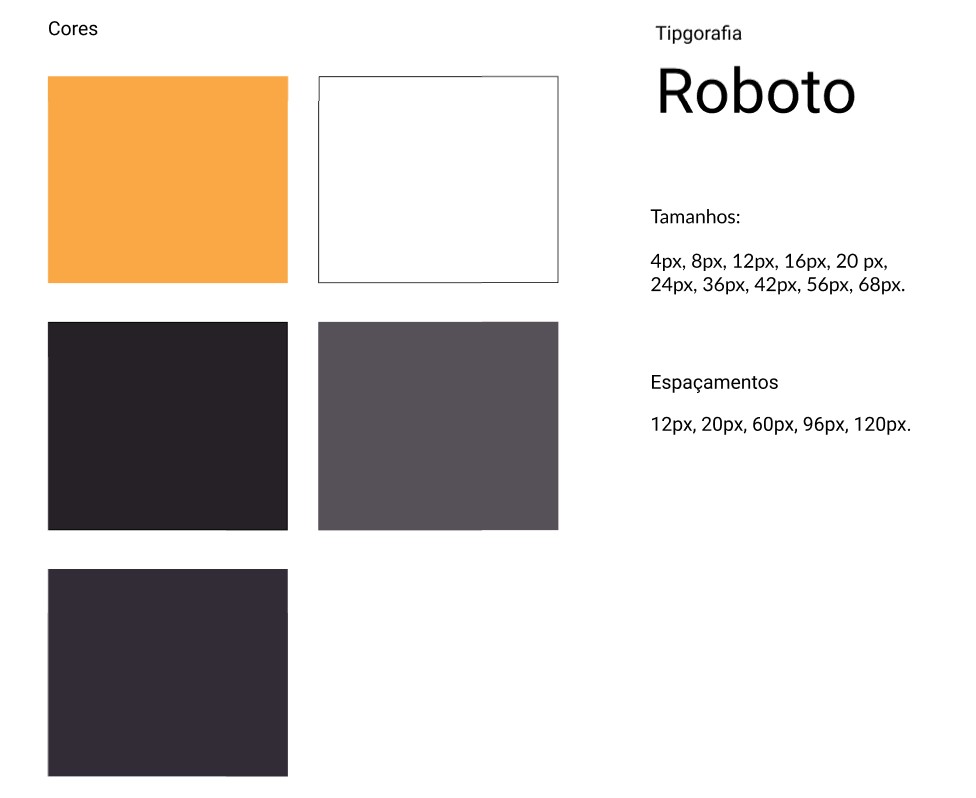 Cores
Tipgorafia
Roboto
Tamanhos:
4px, 8px, 12px, 16px, 20 px,
24px, 36px, 42px, 56px, 68px.
Espaçamentos
12px, 20px, 60px, 96px, 120px.